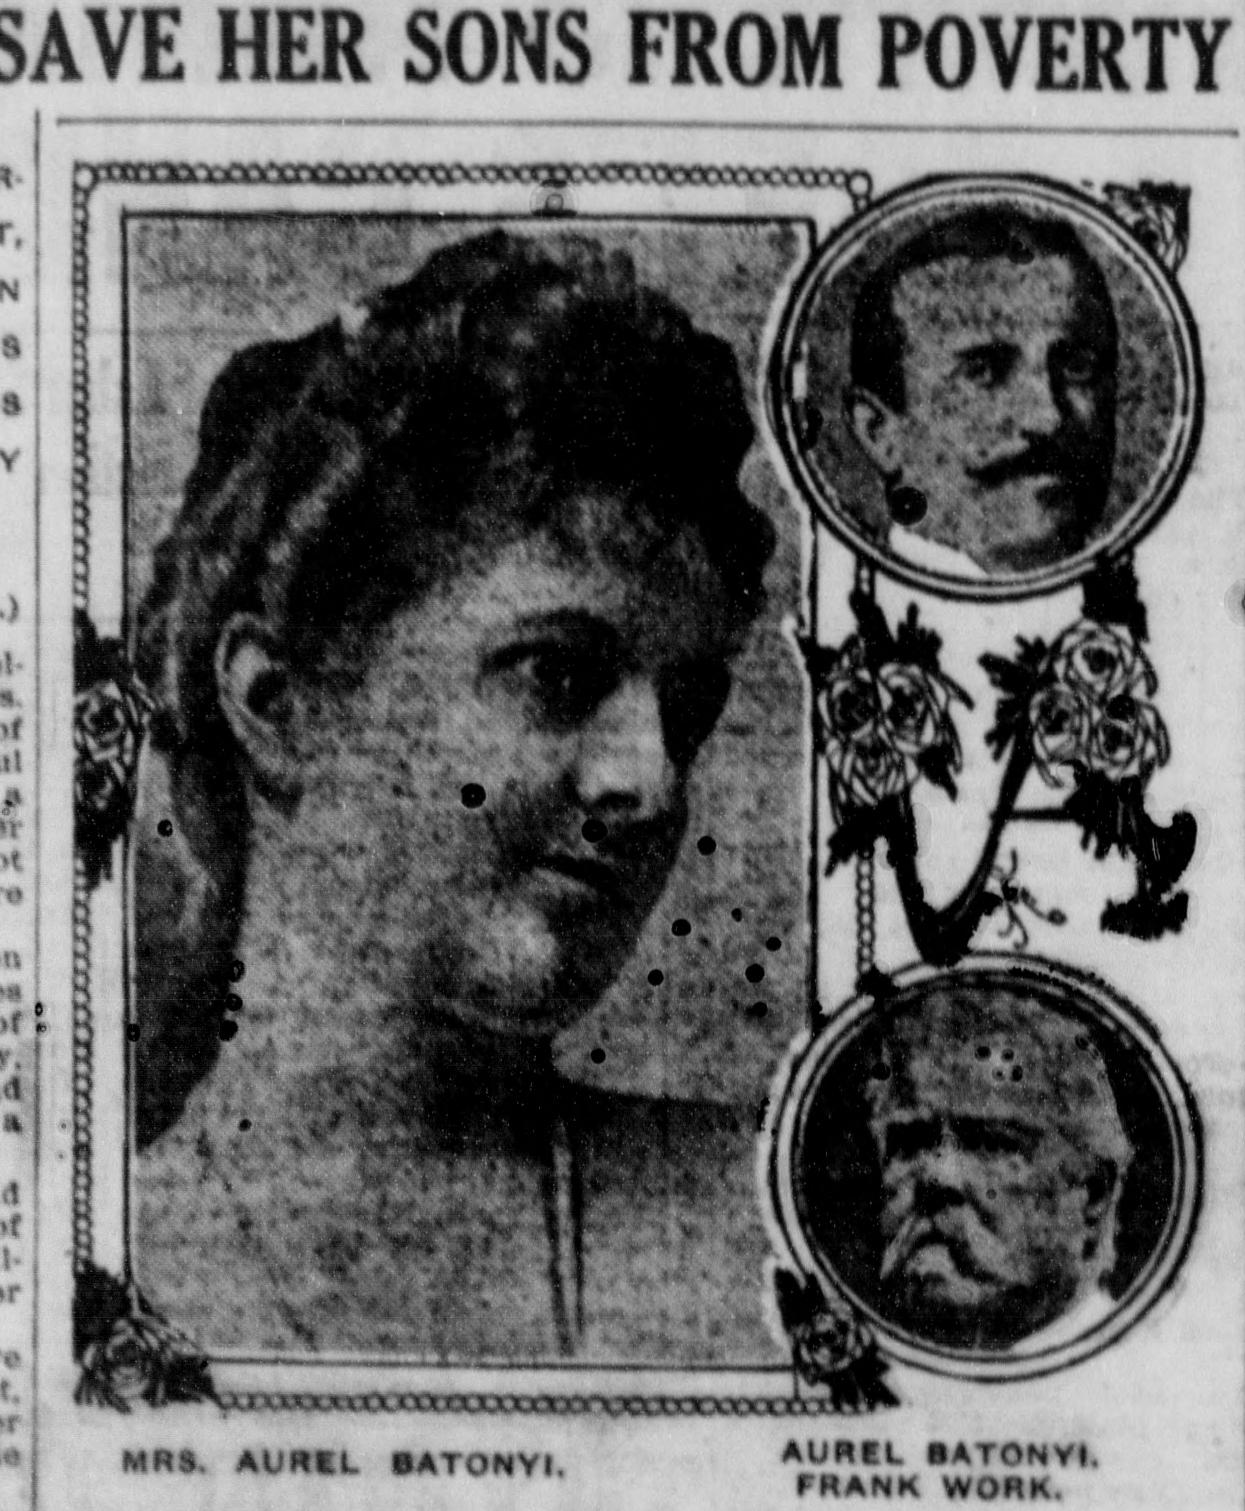 SAVE HER SONS FROM POVERTY
MRS. AUREL BATONYI.
AUREL BATONYI.
FRANK WORK.